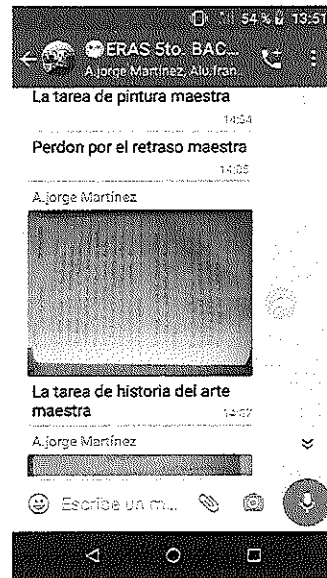 54 % 13:51
ERAS 5to. BAC...
A.jorge Martínez, Alu.fran..
La tarea de pintura maestra
14:04
Perdon por el retraso maestra
14:05
A.jorge Martínez
La tarea de historia del arte
maestra
14:07
A.jorge Martínez
Escribe un m...